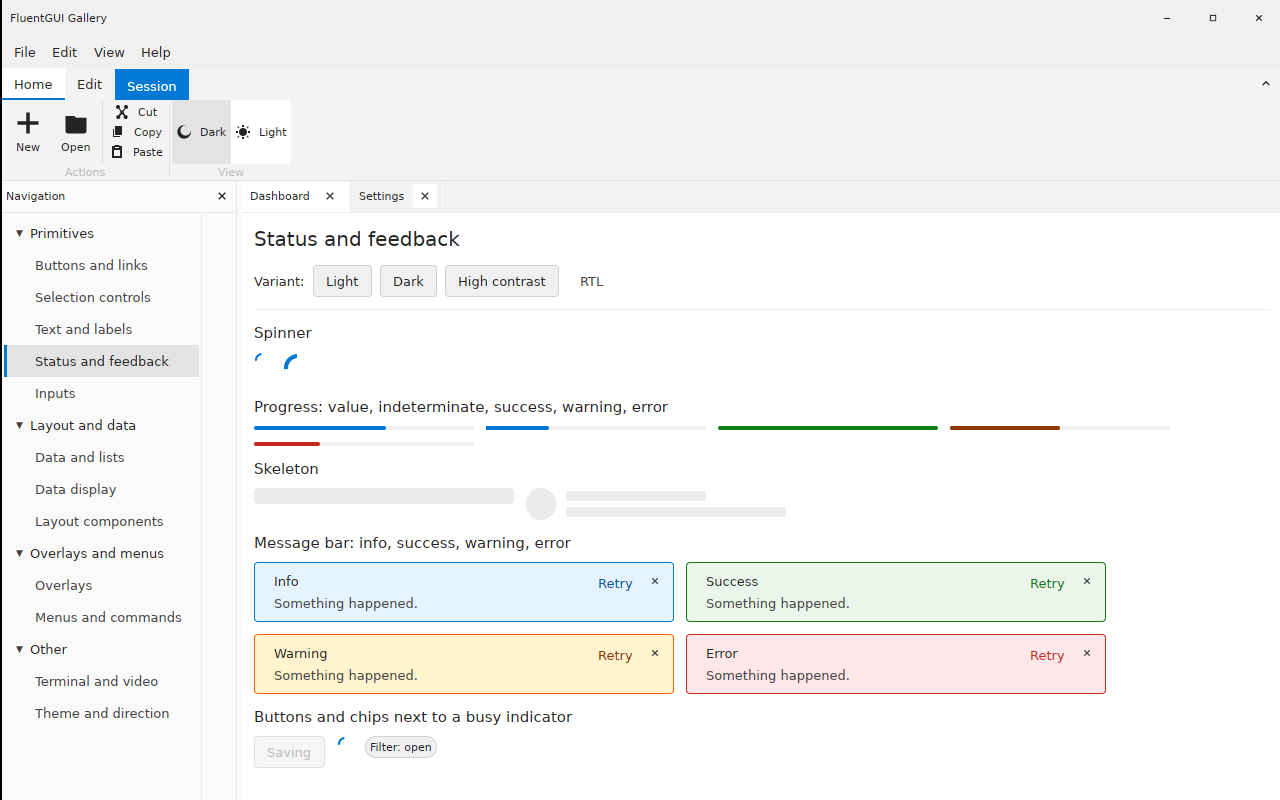 FluentGUI Gallery
File Edit View Help
Home Edit Session
New Open Cut Copy Paste Dark Light
Actions View
Navigation
Dashboard Settings
Primitives
Buttons and links
Selection controls
Text and labels
Status and feedback
Inputs
Layout and data
Data and lists
Data display
Layout components
Overlays and menus
Overlays
Menus and commands
Other
Terminal and video
Theme and direction
Status and feedback
Variant: Light Dark High contrast RTL
Spinner
Progress: value, indeterminate, success, warning, error
Skeleton
Message bar: info, success, warning, error
Info Retry
Something happened.
Success Retry
Something happened.
Warning Retry
Something happened.
Error Retry
Something happened.
Buttons and chips next to a busy indicator
Saving Filter: open